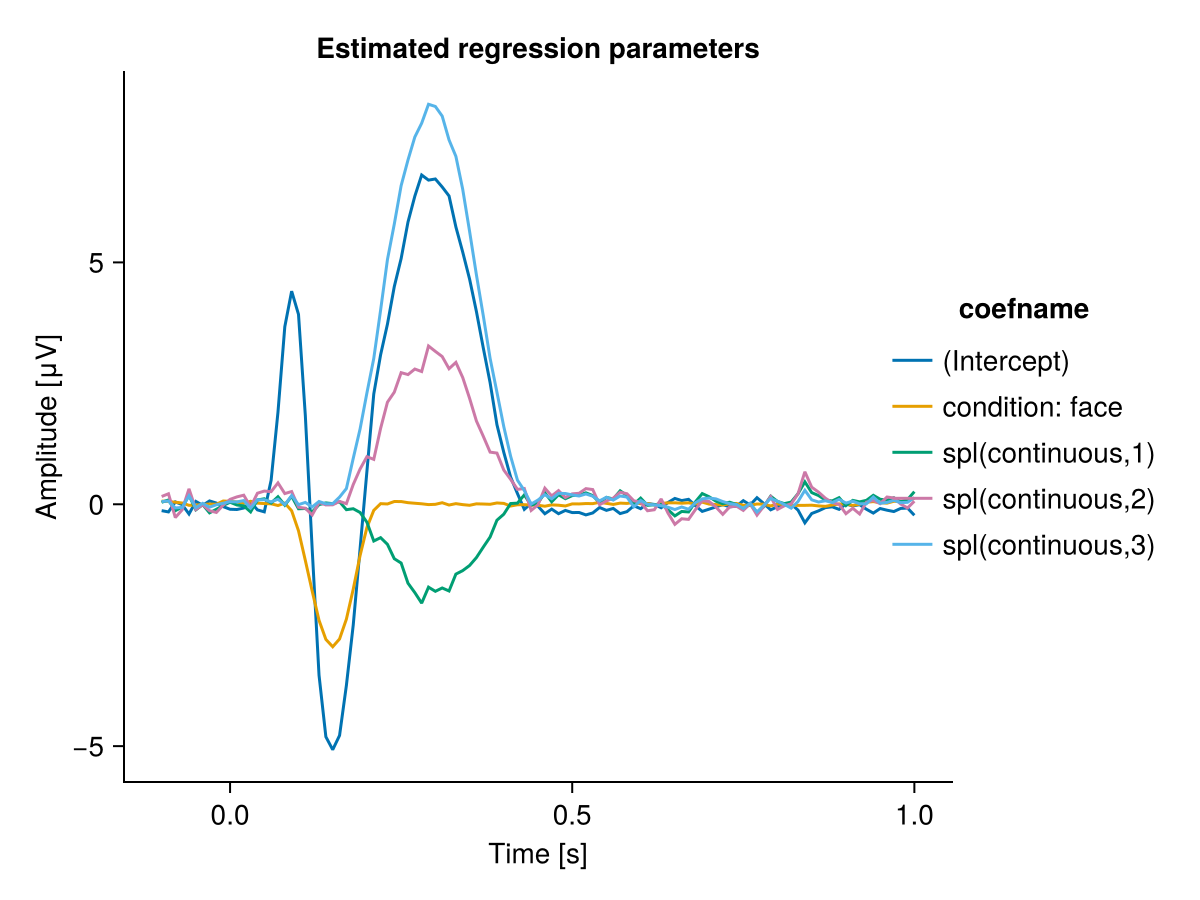 Estimated regression parameters
Amplitude [µV]
5
0
−5
0.0
0.5
1.0
Time [s]
coefname
(Intercept)
condition: face
spl(continuous,1)
spl(continuous,2)
spl(continuous,3)